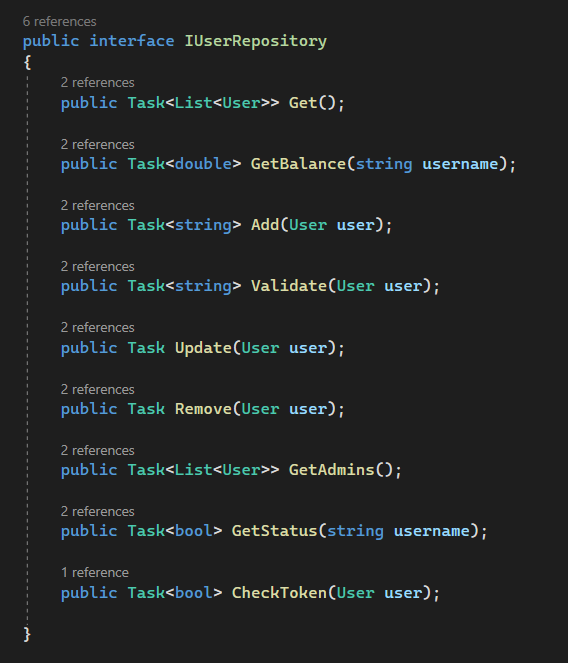 6 references
public interface IUserRepository
{
2 references
public Task<List<User>> Get();
2 references
public Task<double> GetBalance(string username);
2 references
public Task<string> Add(User user);
2 references
public Task<string> Validate(User user);
2 references
public Task Update(User user);
2 references
public Task Remove(User user);
2 references
public Task<List<User>> GetAdmins();
2 references
public Task<bool> GetStatus(string username);
1 reference
public Task<bool> CheckToken(User user);
}